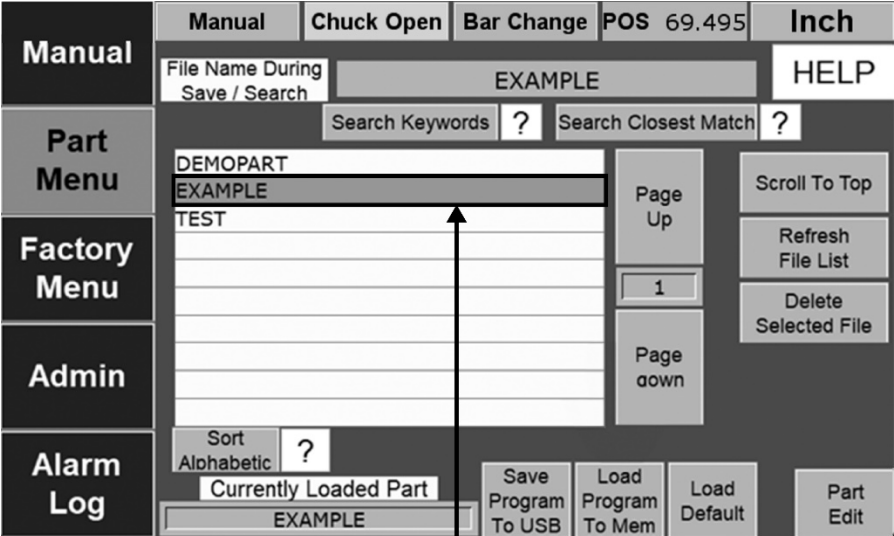 Manual
Chuck Open
Bar Change
POS 69.495
Inch
Manual
Part
Menu
Factory
Menu
Admin
Alarm
Log
File Name During
Save / Search
EXAMPLE
HELP
Search Keywords
?
Search Closest Match
?
DEMOPART
EXAMPLE
TEST
Page
Up
1
Page
down
Scroll To Top
Refresh
File List
Delete
Selected File
Sort
Alphabetic
?
Currently Loaded Part
EXAMPLE
Save
Program
To USB
Load
Program
To Mem
Load
Default
Part
Edit